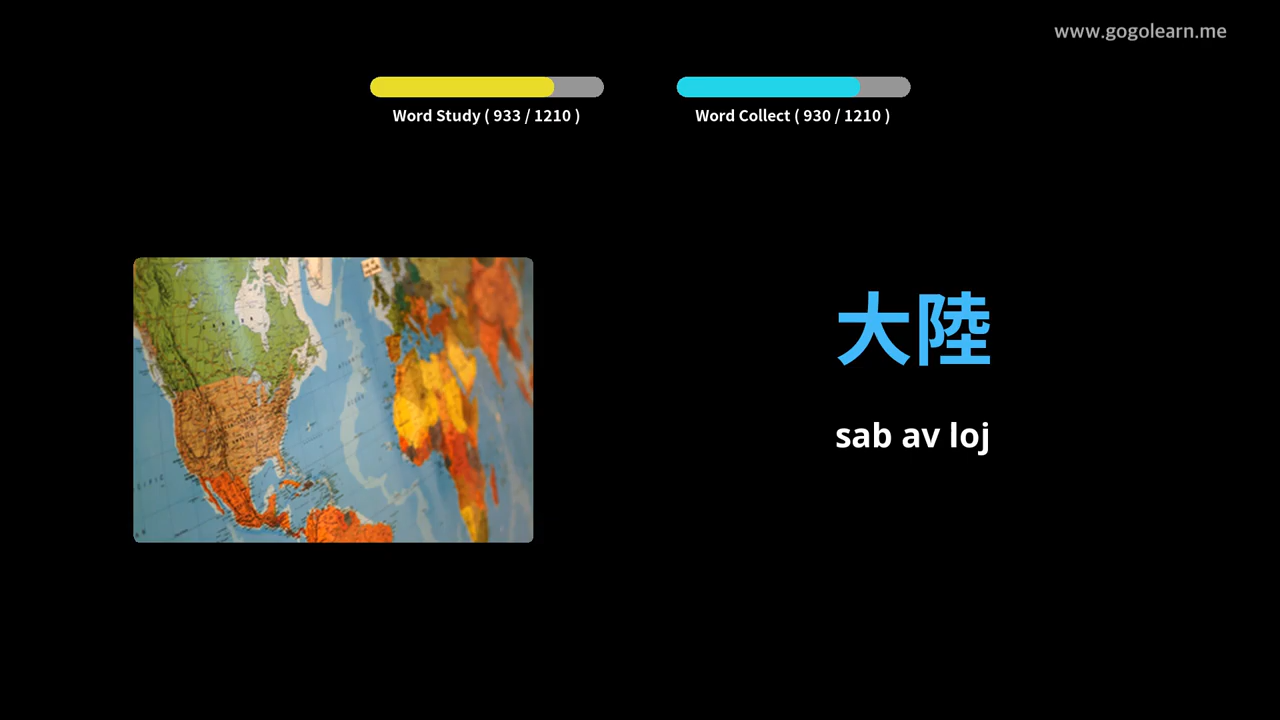 www.gogolearn.me
Word Study ( 933 / 1210 )
Word Collect ( 930 / 1210 )
大陸
sab av loj